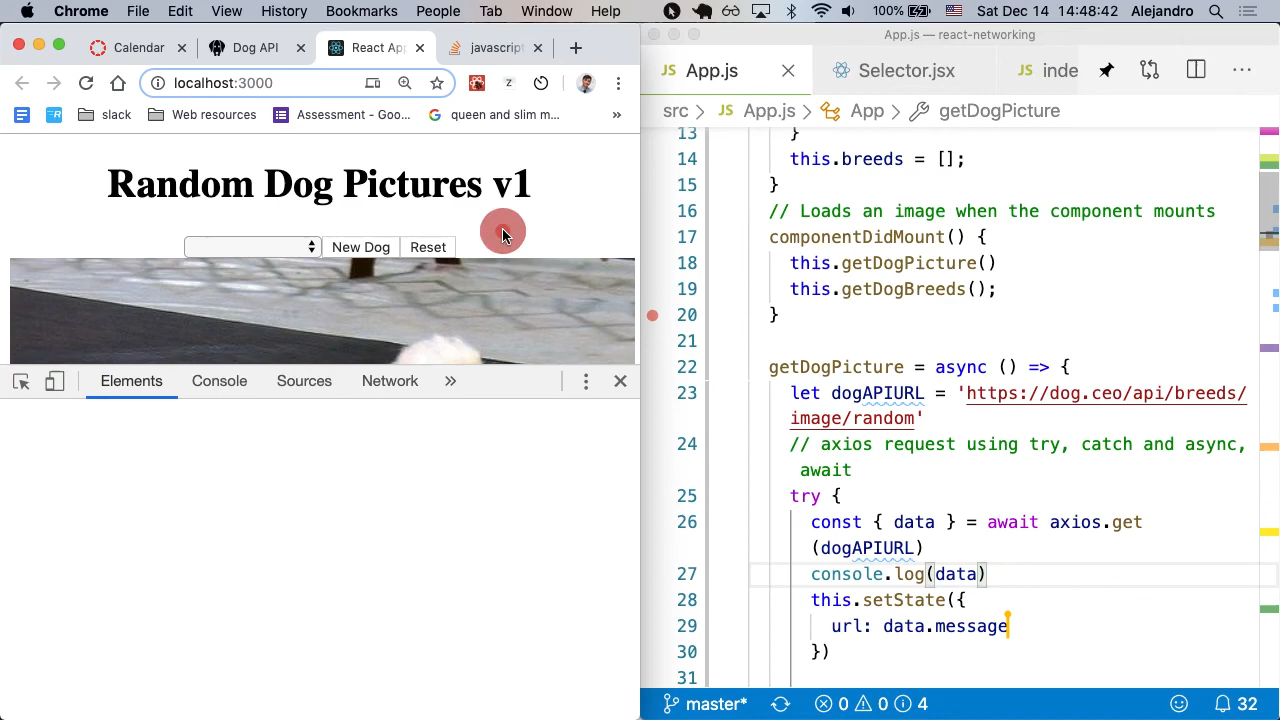 Chrome File Edit View History Bookmarks People Tab Window Help 100% Sat Dec 14 14:48:42 Alejandro
Calendar
Dog API
React Ap
javascript
localhost:3000
slack
Web resources
Assessment - Goo...
queen and slim m...
»
Random Dog Pictures v1
New Dog
Reset
Elements Console Sources Network »
App.js — react-networking
JS App.js
Selector.jsx
JS inde
src > JS App.js > App > getDogPicture
13 }
14 this.breeds = [];
15 }
16 // Loads an image when the component mounts
17 componentDidMount() {
18 this.getDogPicture()
19 this.getDogBreeds();
20 }
21
22 getDogPicture = async () => {
23 let dogAPIURL = 'https://dog.ceo/api/breeds/
image/random'
24 // axios request using try, catch and async,
await
25 try {
26 const { data } = await axios.get
(dogAPIURL)
27 console.log(data)
28 this.setState({
29 url: data.message
30 })
31
master* 0 0 4 32